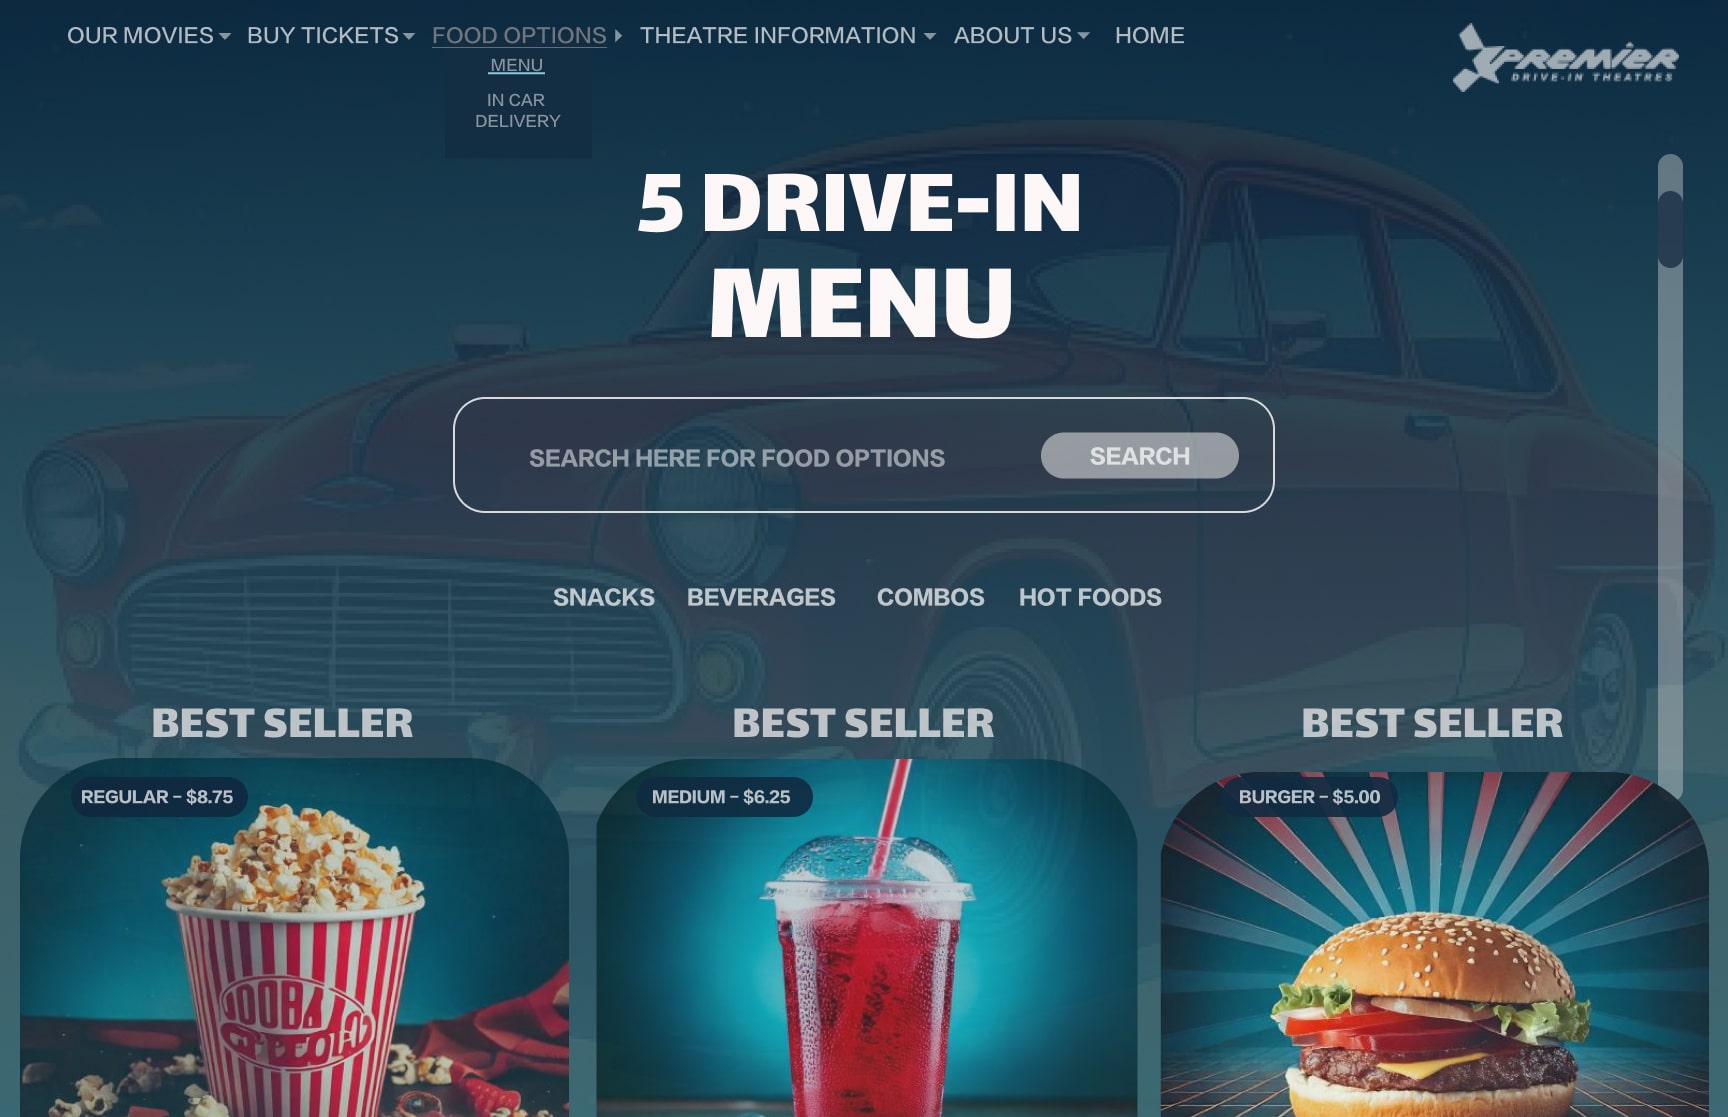 OUR MOVIES BUY TICKETS FOOD OPTIONS THEATRE INFORMATION ABOUT US HOME
PREMIER
DRIVE-IN THEATRES
MENU
IN CAR
DELIVERY
5 DRIVE-IN
MENU
SEARCH HERE FOR FOOD OPTIONS SEARCH
SNACKS BEVERAGES COMBOS HOT FOODS
BEST SELLER BEST SELLER BEST SELLER
REGULAR - $8.75 MEDIUM - $6.25 BURGER - $5.00